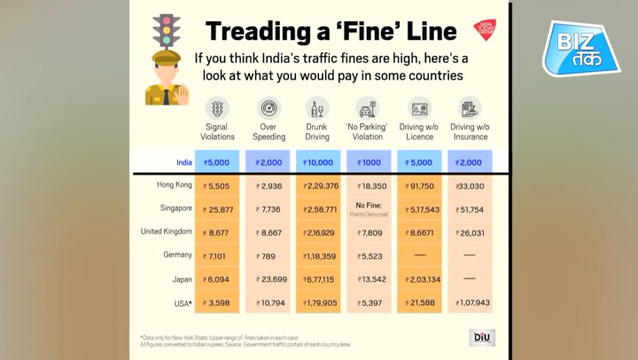 Treading a 'Fine' Line
If you think India's traffic fines are high, here's a
look at what you would pay in some countries
INDIA TODAY GROUP
BIZ
तक
Signal Violations Over Speeding Drunk Driving 'No Parking' Violation Driving w/o Licence Driving w/o Insurance
India ₹5,000 ₹2,000 ₹10,000 ₹1000 ₹5,000 ₹2,000
Hong Kong ₹5,505 ₹2,936 ₹2,29,376 ₹18,350 ₹91,750 ₹33,030
Singapore ₹25,877 ₹7,736 ₹2,58,771 No Fine; Points Deducted ₹5,17,543 ₹51,754
United Kingdom ₹8,677 ₹8,667 ₹2,16,929 ₹7,809 ₹8,6671 ₹26,031
Germany ₹7,101 ₹789 ₹1,18,359 ₹5,523 — —
Japan ₹6,094 ₹23,699 ₹6,77,115 ₹13,542 ₹2,03,134 —
USA* ₹3,598 ₹10,794 ₹1,79,905 ₹5,397 ₹21,588 ₹1,07,943
*Data only for New York State; Upper range of fines taken in each case
All figures converted to Indian rupees; Source: Government traffic portals of each country/area
DIU